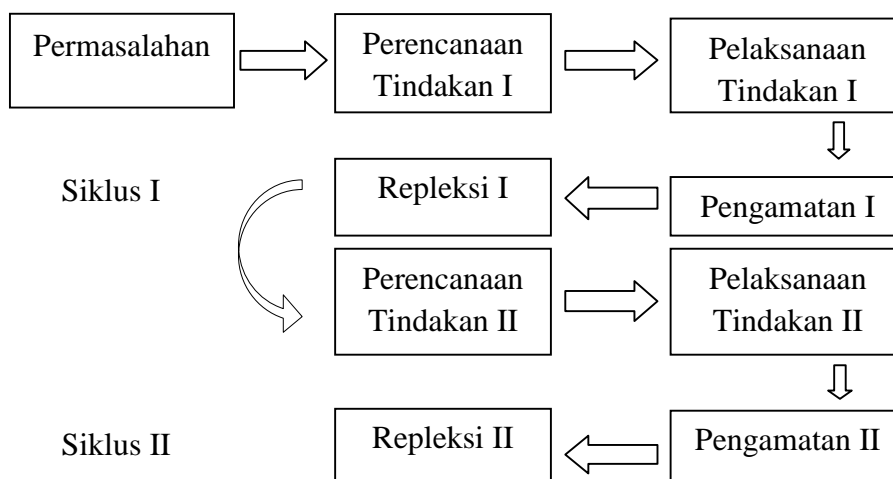 Permasalahan
Perencanaan
Tindakan I
Pelaksanaan
Tindakan I
Siklus I
Repleksi I
Pengamatan I
Perencanaan
Tindakan II
Pelaksanaan
Tindakan II
Siklus II
Repleksi II
Pengamatan II